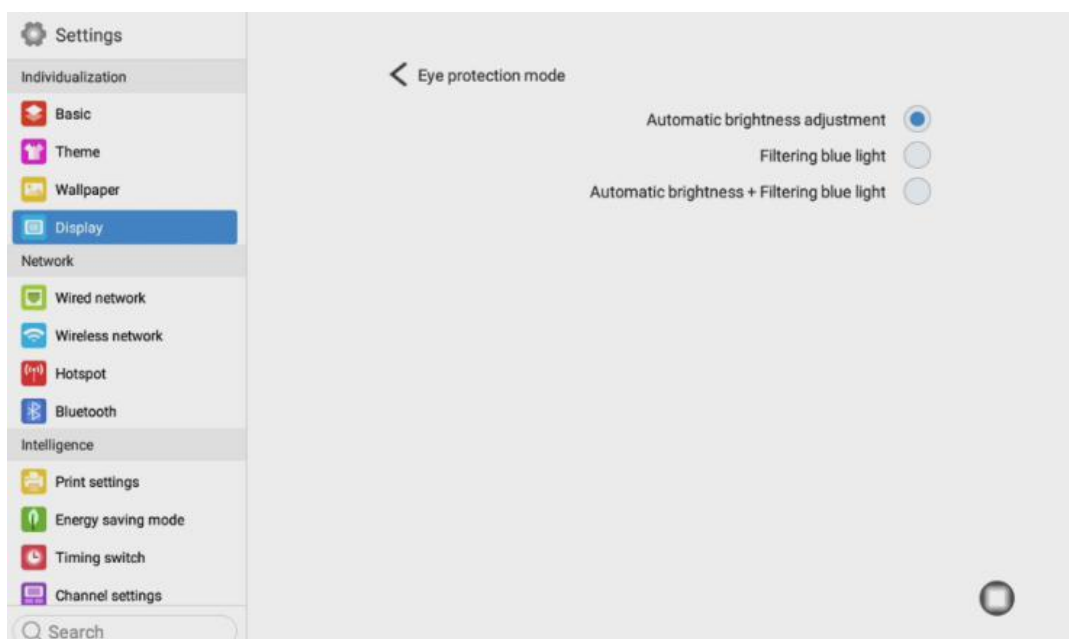 Settings
Individualization
Basic
Theme
Wallpaper
Display
Network
Wired network
Wireless network
Hotspot
Bluetooth
Intelligence
Print settings
Energy saving mode
Timing switch
Channel settings
Search
Eye protection mode
Automatic brightness adjustment
Filtering blue light
Automatic brightness + Filtering blue light